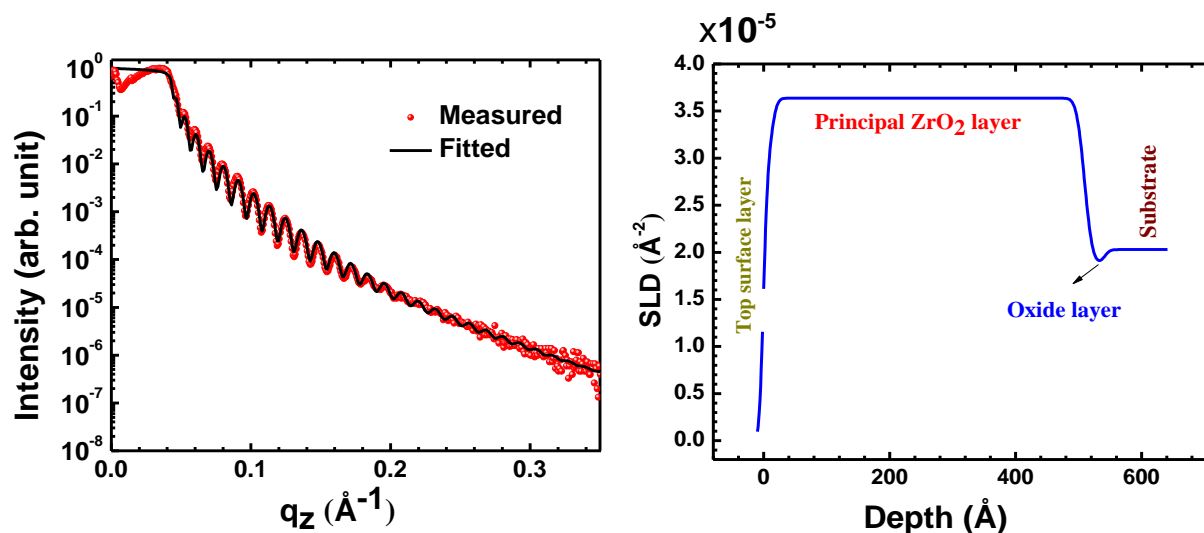 10⁰
10⁻¹
10⁻²
10⁻³
10⁻⁴
10⁻⁵
10⁻⁶
10⁻⁷
10⁻⁸
Intensity (arb. unit)
Measured
Fitted
0.0 0.1 0.2 0.3
qz (Å⁻¹)
x10⁻⁵
4.0
3.5
3.0
2.5
2.0
1.5
1.0
0.5
0.0
SLD (Å⁻²)
Top surface layer
Principal ZrO₂ layer
Substrate
Oxide layer
0 200 400 600
Depth (Å)